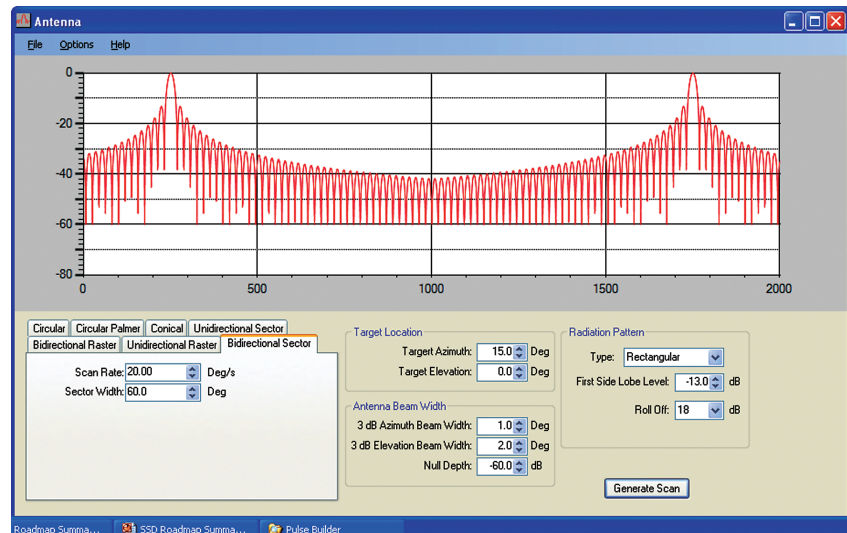 Antenna
File Options Help
0
-20
-40
-60
-80
0 500 1000 1500 2000
Circular Circular Palmer Conical Unidirectional Sector
Bidirectional Raster Unidirectional Raster Bidirectional Sector
Scan Rate: 20.00 Deg/s
Sector Width: 60.0 Deg
Target Location
Targert Azimuth: 15.0 Deg
Target Elevation: 0.0 Deg
Antenna Beam Width
3 dB Azimuth Beam Width: 1.0 Deg
3 dB Elevation Beam Width: 2.0 Deg
Null Depth: -60.0 dB
Radiation Pattern
Type: Rectangular
First Side Lobe Level: -13.0 dB
Roll Off: 18 dB
Generate Scan
Roadmap Summa... SSD Roadmap Summa... Pulse Builder